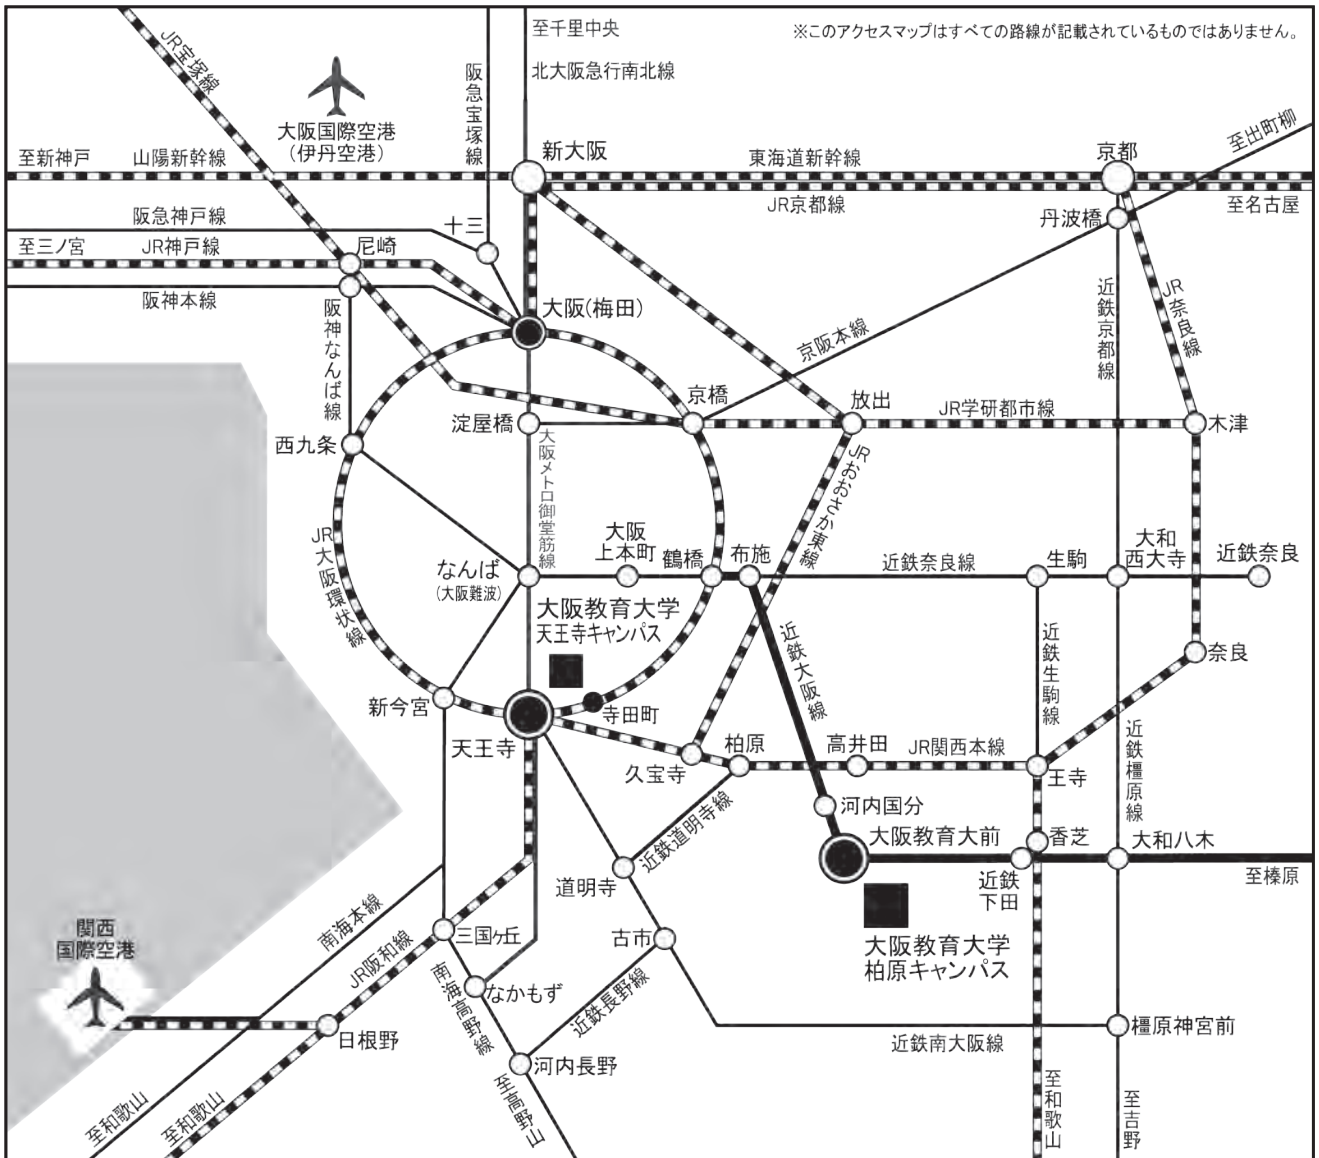 至千里中央
※このアクセスマップはすべての路線が記載されているものではありません。
JR宝塚線
阪急宝塚線
北大阪急行南北線
大阪国際空港
（伊丹空港）
至出町柳
至新神戸
山陽新幹線
新大阪
東海道新幹線
京都
JR京都線
至名古屋
阪急神戸線
十三
丹波橋
至三ノ宮
JR神戸線
尼崎
阪神本線
大阪(梅田)
阪神なんば線
京阪本線
近鉄京都線
JR奈良線
淀屋橋
京橋
放出
JR学研都市線
木津
西九条
大阪メトロ御堂筋線
JRおおさか東線
JR大阪環状線
なんば
(大阪難波)
大阪
上本町
鶴橋
布施
近鉄奈良線
生駒
大和
西大寺
近鉄奈良
大阪教育大学
天王寺キャンパス
近鉄大阪線
近鉄生駒線
奈良
新今宮
天王寺
寺田町
久宝寺
柏原
高井田
JR関西本線
王寺
近鉄橿原線
河内国分
近鉄道明寺線
大阪教育大前
香芝
大和八木
道明寺
近鉄
下田
至榛原
関西
国際空港
南海本線
JR阪和線
三国ヶ丘
古市
大阪教育大学
柏原キャンパス
南海高野線
なかもず
近鉄長野線
日根野
近鉄南大阪線
橿原神宮前
河内長野
至和歌山
至和歌山
至高野山
至和歌山
至吉野